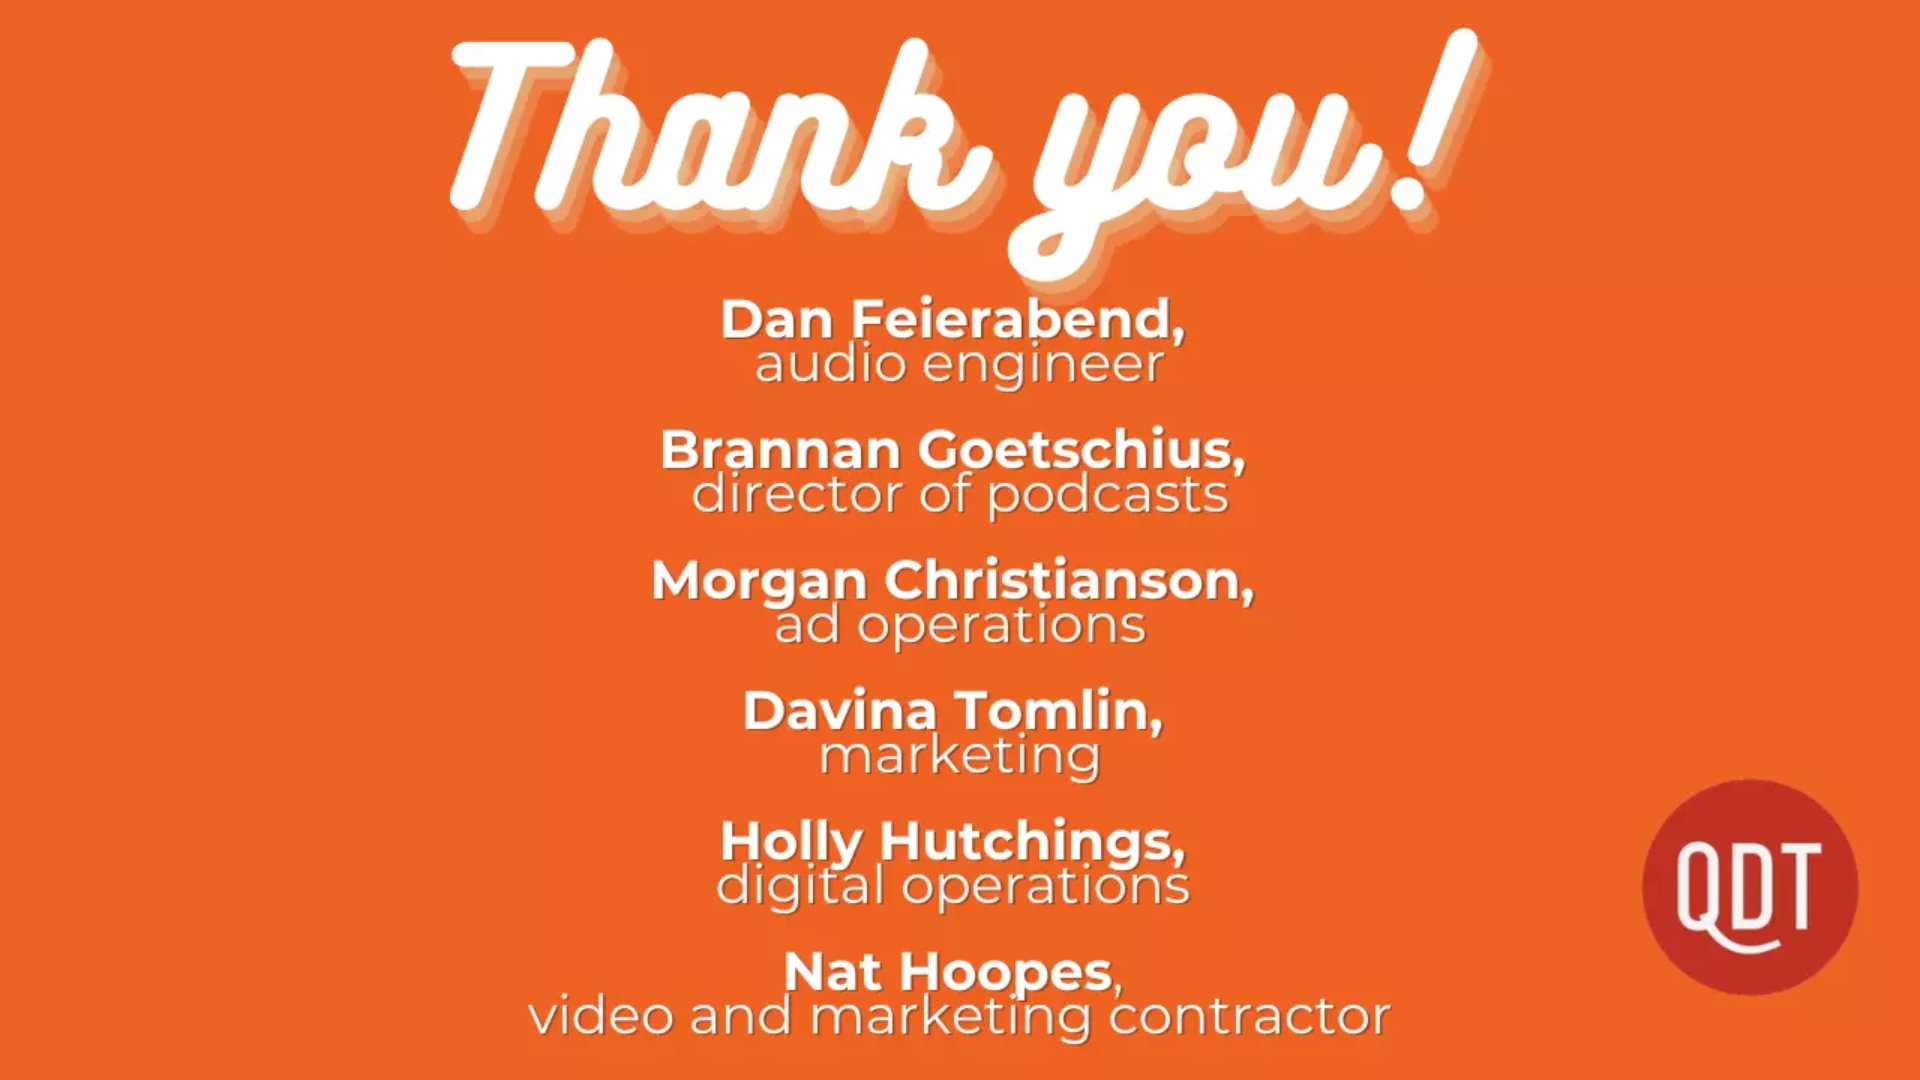 Thank you!
Dan Feierabend,
audio engineer
Brannan Goetschius,
director of podcasts
Morgan Christianson,
ad operations
Davina Tomlin,
marketing
Holly Hutchings,
digital operations
Nat Hoopes,
video and marketing contractor
QDT